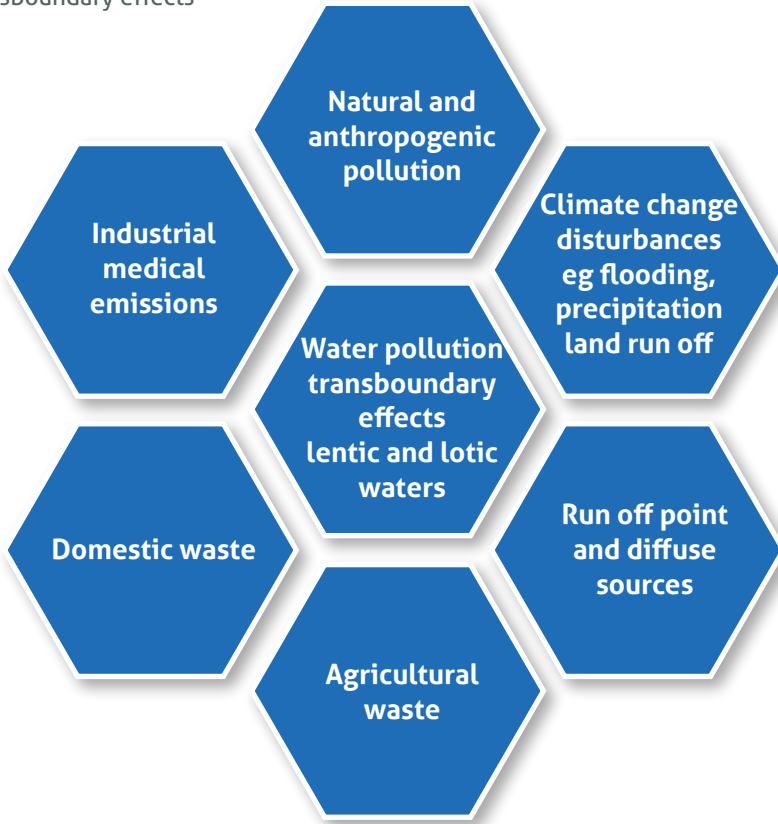 effects
Natural and
anthropogenic
pollution
Climate change
disturbances
eg flooding,
precipitation
land run off
Industrial
medical
emissions
Water pollution
transboundary
effects
lentic and lotic
waters
Run off point
and diffuse
sources
Domestic waste
Agricultural
waste